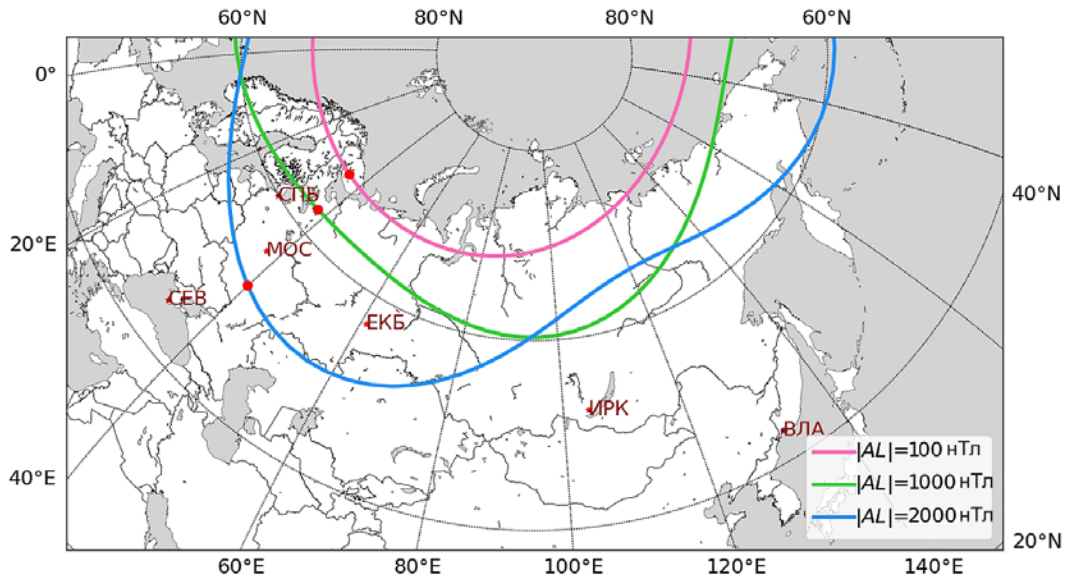 60°N 80°N 80°N 60°N
0°
40°N
СПБ
20°E
МОС
СЕВ
ЕКБ
ИРК
ВЛА
|AL|=100 нТл
|AL|=1000 нТл
|AL|=2000 нТл
40°E
20°N
60°E 80°E 100°E 120°E 140°E